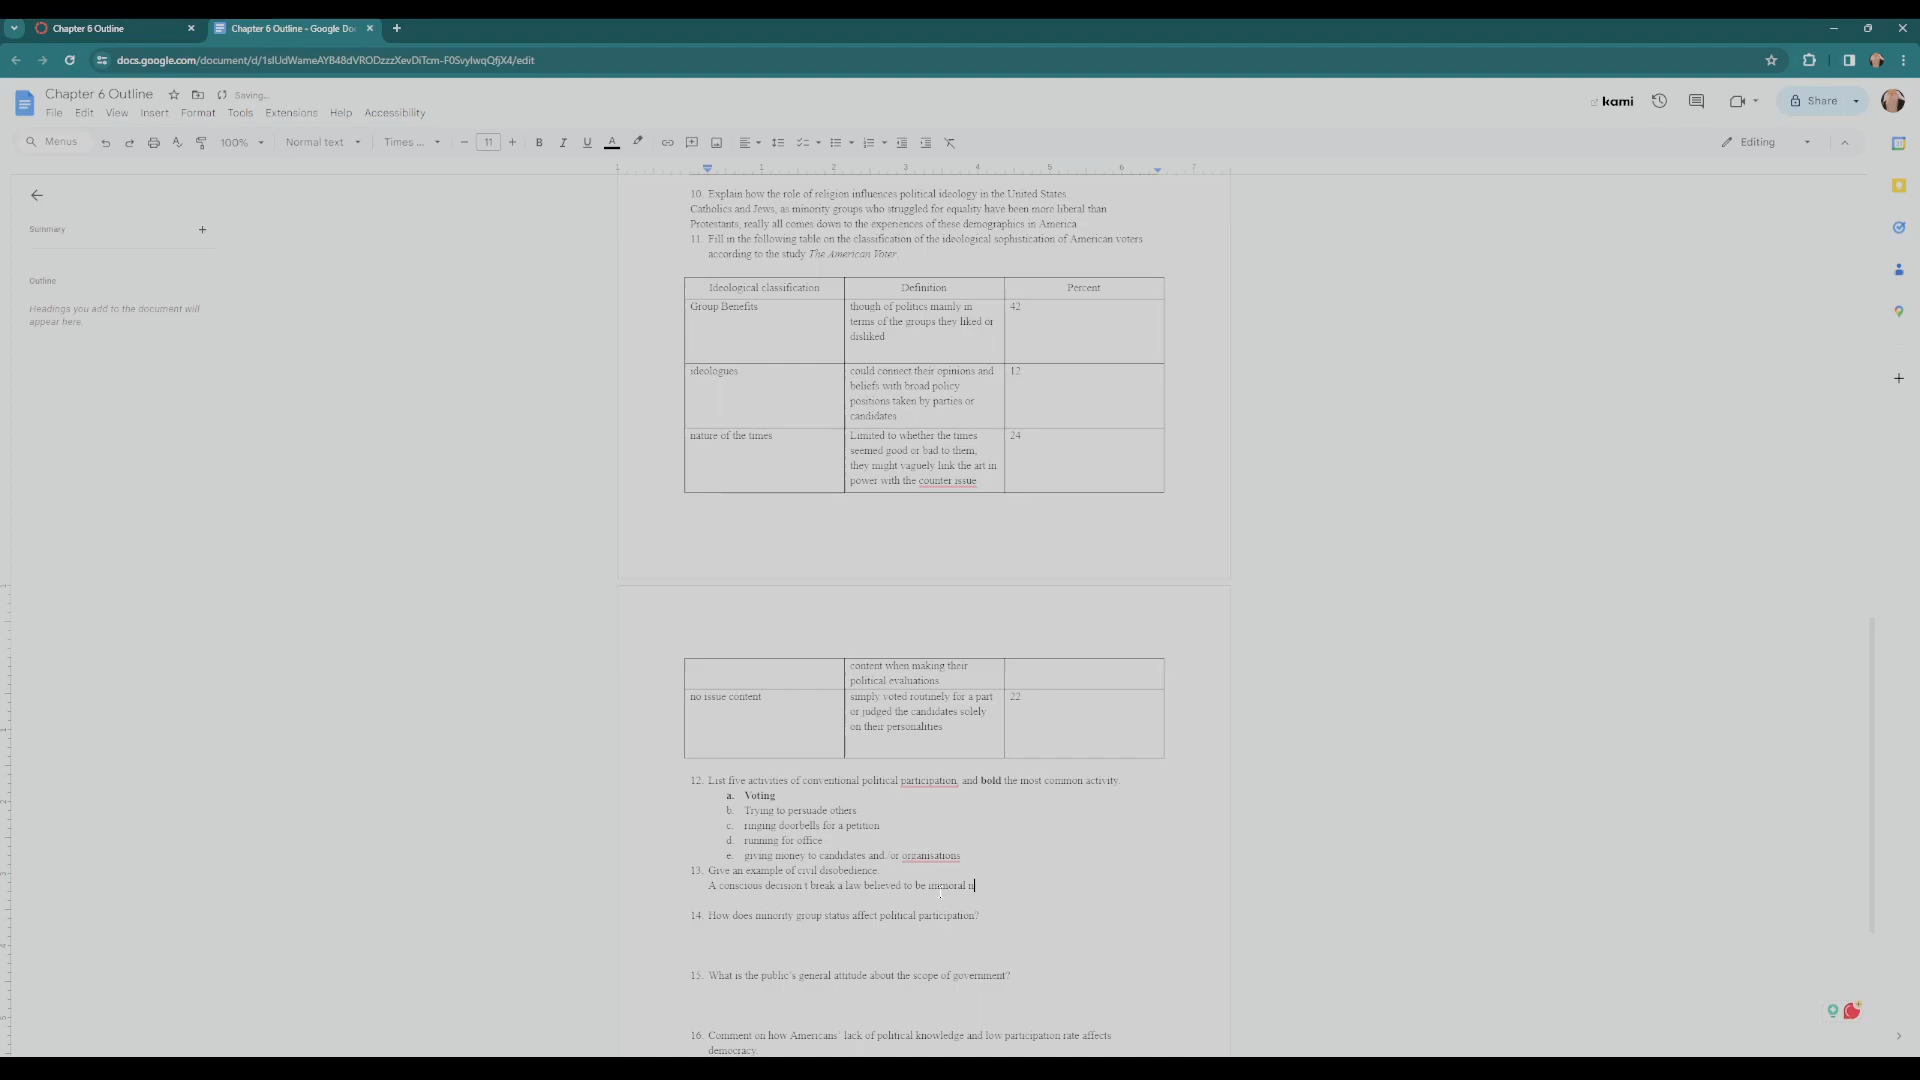 Chapter 6 Outline
Chapter 6 Outline - Google Doc
docs.google.com/document/d/1slUdWameAYB48dVRODzzzXevDiTcm-F0SvylwqQfjX4/edit
Chapter 6 Outline
Saving...
File Edit View Insert Format Tools Extensions Help Accessibility
kami
Share
Menus
100%
Normal text
Times ...
11
Editing
1 1 2 3 4 5 6 7
Summary
Outline
Headings you add to the document will
appear here.
10. Explain how the role of religion influences political ideology in the United States.
Catholics and Jews, as minority groups who struggled for equality have been more liberal than
Protestants, really all comes down to the experiences of these demographics in America
11. Fill in the following table on the classification of the ideological sophistication of American voters
according to the study The American Voter.
Ideological classification Definition Percent
Group Benefits
though of politics mainly in
terms of the groups they liked or
disliked
42
ideologues
could connect their opinions and
beliefs with broad policy
positions taken by parties or
candidates
12
nature of the times
Limited to whether the times
seemed good or bad to them,
they might vaguely link the art in
power with the counter issue
24
content when making their
political evaluations
no issue content
simply voted routinely for a part
or judged the candidates solely
on their personalities
22
12. List five activities of conventional political participation, and bold the most common activity.
a. Voting
b. Trying to persuade others
c. ringing doorbells for a petition
d. running for office
e. giving money to candidates and /or organisations
13. Give an example of civil disobedience.
A conscious decision t break a law believed to be immoral n
14. How does minority group status affect political participation?
15. What is the public's general attitude about the scope of government?
16. Comment on how Americans' lack of political knowledge and low participation rate affects
democracy.